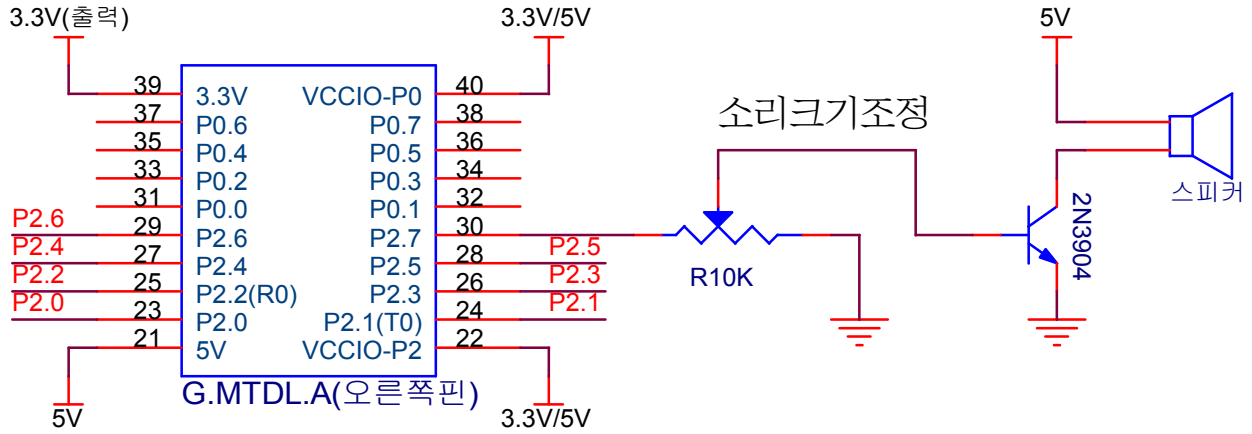 3.3V(출력)
3.3V/5V
5V
39 3.3V VCCIO-P0 40
37 P0.6 P0.7 38
35 P0.4 P0.5 36
33 P0.2 P0.3 34
31 P0.0 P0.1 32
P2.6 29 P2.6 P2.7 30
P2.4 27 P2.4 P2.5 28 P2.5
P2.2 25 P2.2(R0) P2.3 26 P2.3
P2.0 23 P2.0 P2.1(T0) 24 P2.1
21 5V VCCIO-P2 22
G.MTDL.A(오른쪽핀)
5V
3.3V/5V
소리크기조정
R10K
2N3904
스피커